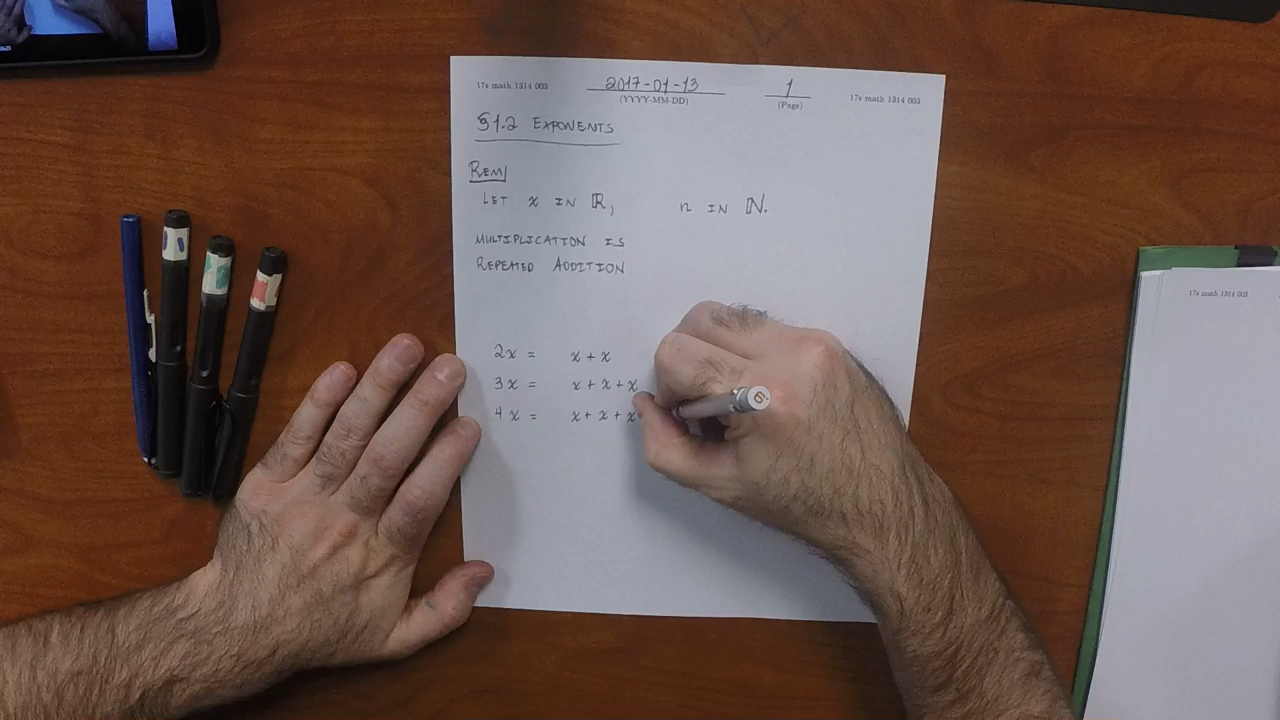 17s math 1314 003 2017-01-13 1 17s math 1314 003
(YYYY-MM-DD) (Page)
§1.2 EXPONENTS
REM
LET x IN ℝ, n IN ℕ.
MULTIPLICATION IS
REPEATED ADDITION
2x = x + x
3x = x + x + x
4x = x + x + x
17s math 1314 003